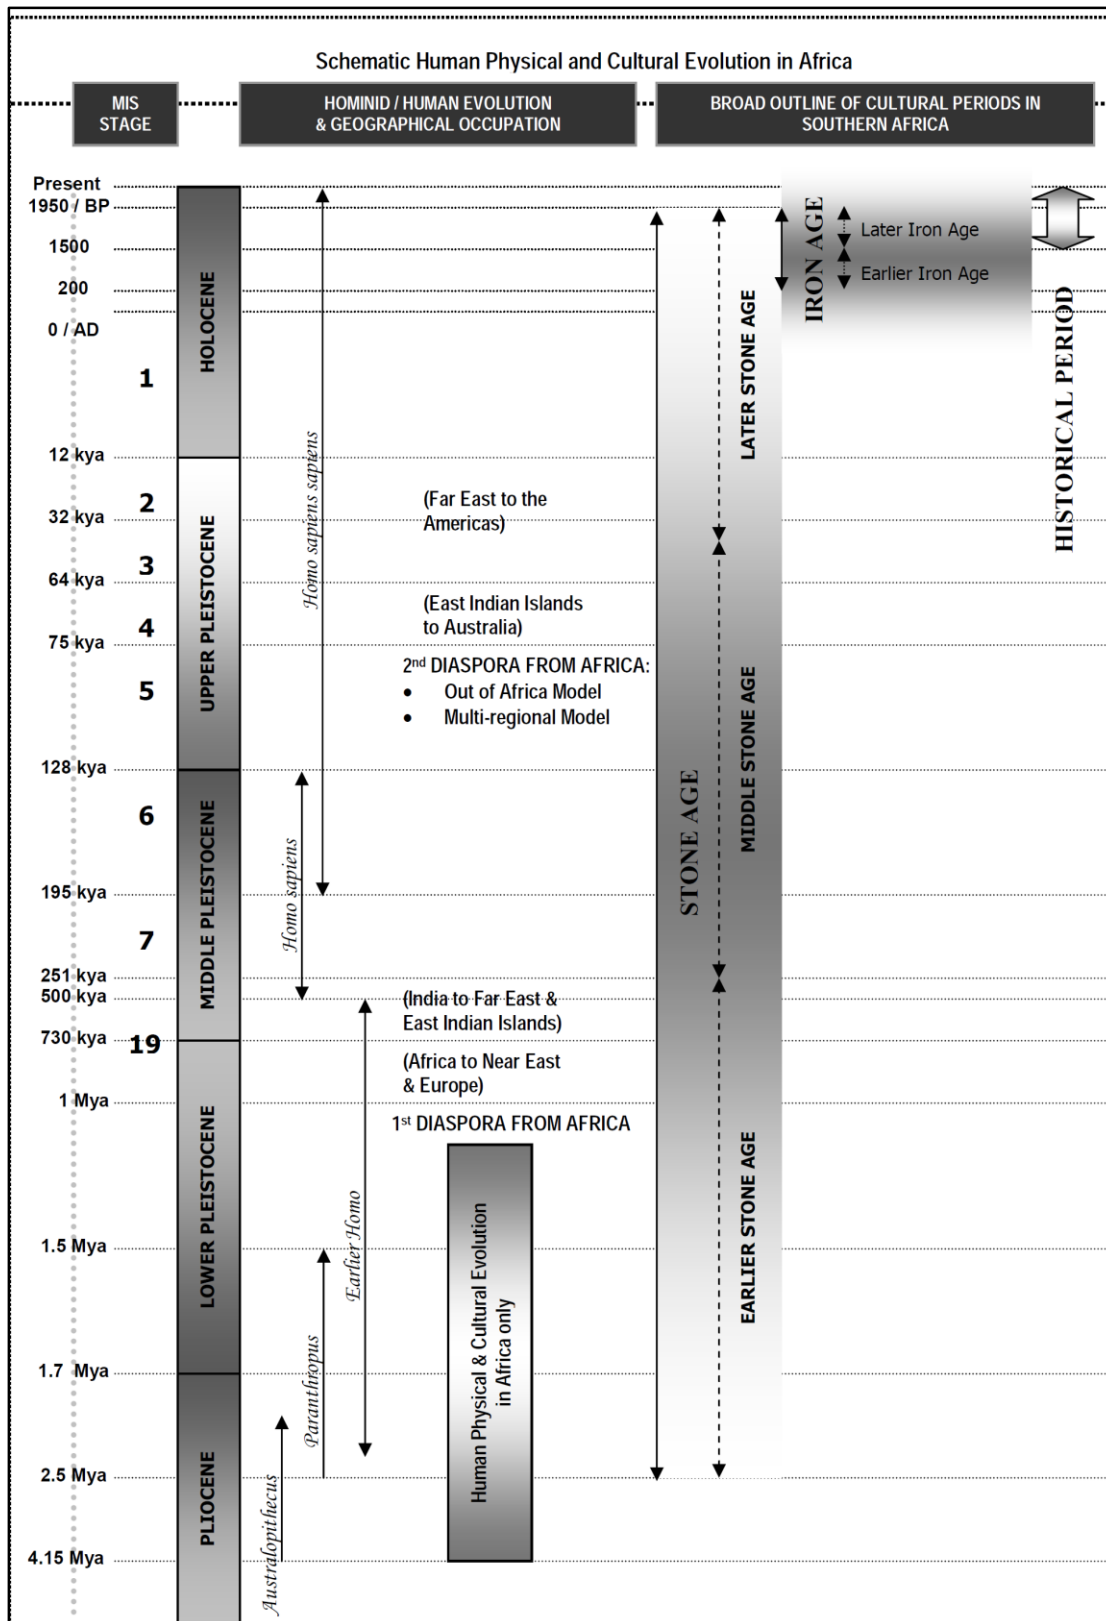 Schematic Human Physical and Cultural Evolution in Africa
MIS
STAGE
HOMINID / HUMAN EVOLUTION
& GEOGRAPHICAL OCCUPATION
BROAD OUTLINE OF CULTURAL PERIODS IN
SOUTHERN AFRICA
Present
1950 / BP
1500
200
0 / AD
12 kya
32 kya
64 kya
75 kya
128 kya
195 kya
251 kya
500 kya
730 kya
1 Mya
1.5 Mya
1.7 Mya
2.5 Mya
4.15 Mya
1
2
3
4
5
6
7
19
HOLOCENE
UPPER PLEISTOCENE
MIDDLE PLEISTOCENE
LOWER PLEISTOCENE
PLIOCENE
Homo sapiens sapiens
Homo sapiens
Earlier Homo
Paranthropus
Australopithecus
(Far East to the
Americas)
(East Indian Islands
to Australia)
2nd DIASPORA FROM AFRICA:
• Out of Africa Model
• Multi-regional Model
(India to Far East &
East Indian Islands)
(Africa to Near East
& Europe)
1st DIASPORA FROM AFRICA
Human Physical & Cultural Evolution
in Africa only
STONE AGE
LATER STONE AGE
MIDDLE STONE AGE
EARLIER STONE AGE
IRON AGE
Later Iron Age
Earlier Iron Age
HISTORICAL PERIOD